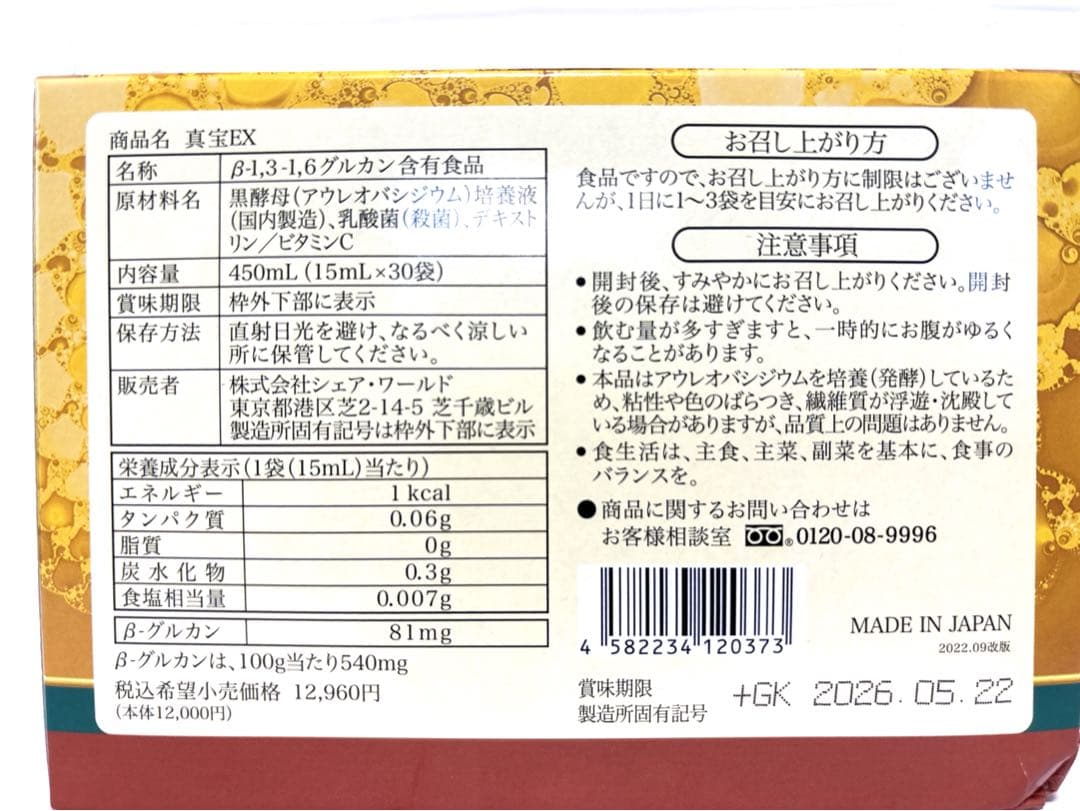 商品名 真宝EX
名称 β-1,3-1,6グルカン含有食品
原材料名 黒酵母(アウレオバシジウム)培養液
(国内製造)、乳酸菌(殺菌)、デキスト
リン／ビタミンC
内容量 450mL (15mL×30袋)
賞味期限 枠外下部に表示
保存方法 直射日光を避け、なるべく涼しい
所に保管してください。
販売者 株式会社シェア・ワールド
東京都港区芝2-14-5 芝千歳ビル
製造所固有記号は枠外下部に表示
栄養成分表示(1袋(15mL)当たり)
エネルギー 1kcal
タンパク質 0.06g
脂質 0g
炭水化物 0.3g
食塩相当量 0.007g
β-グルカン 81mg
β-グルカンは、100g当たり540mg
税込希望小売価格 12,960円
(本体12,000円)
お召し上がり方
食品ですので、お召し上がり方に制限はございませ
んが、1日に1〜3袋を目安にお召し上がりください。
注意事項
●開封後、すみやかにお召し上がりください。開封
後の保存は避けてください。
●飲む量が多すぎますと、一時的にお腹がゆるく
なることがあります。
●本品はアウレオバシジウムを培養(発酵)しているた
め、粘性や色のばらつき、繊維質が浮遊・沈殿して
いる場合がありますが、品質上の問題はありません。
●食生活は、主食、主菜、副菜を基本に、食事の
バランスを。
●商品に関するお問い合わせは
お客様相談室 0120-08-9996
4 582234 120373
MADE IN JAPAN
2022.09改版
賞味期限
製造所固有記号
+GK 2026.05.22